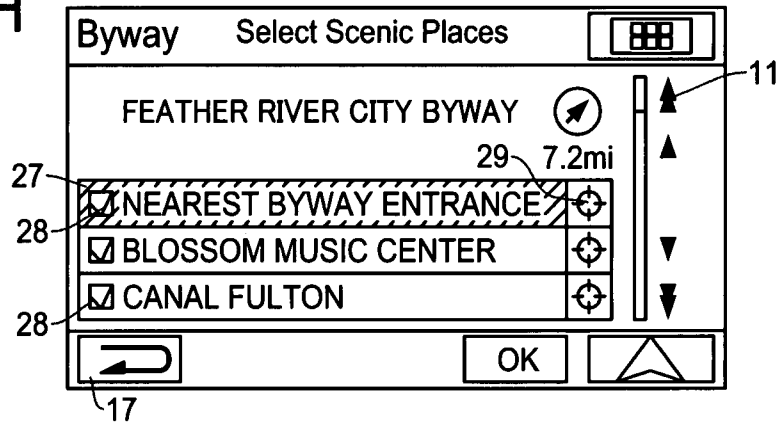 Byway Select Scenic Places
11
FEATHER RIVER CITY BYWAY
29 7.2mi
27
NEAREST BYWAY ENTRANCE
28
BLOSSOM MUSIC CENTER
CANAL FULTON
28
OK
17